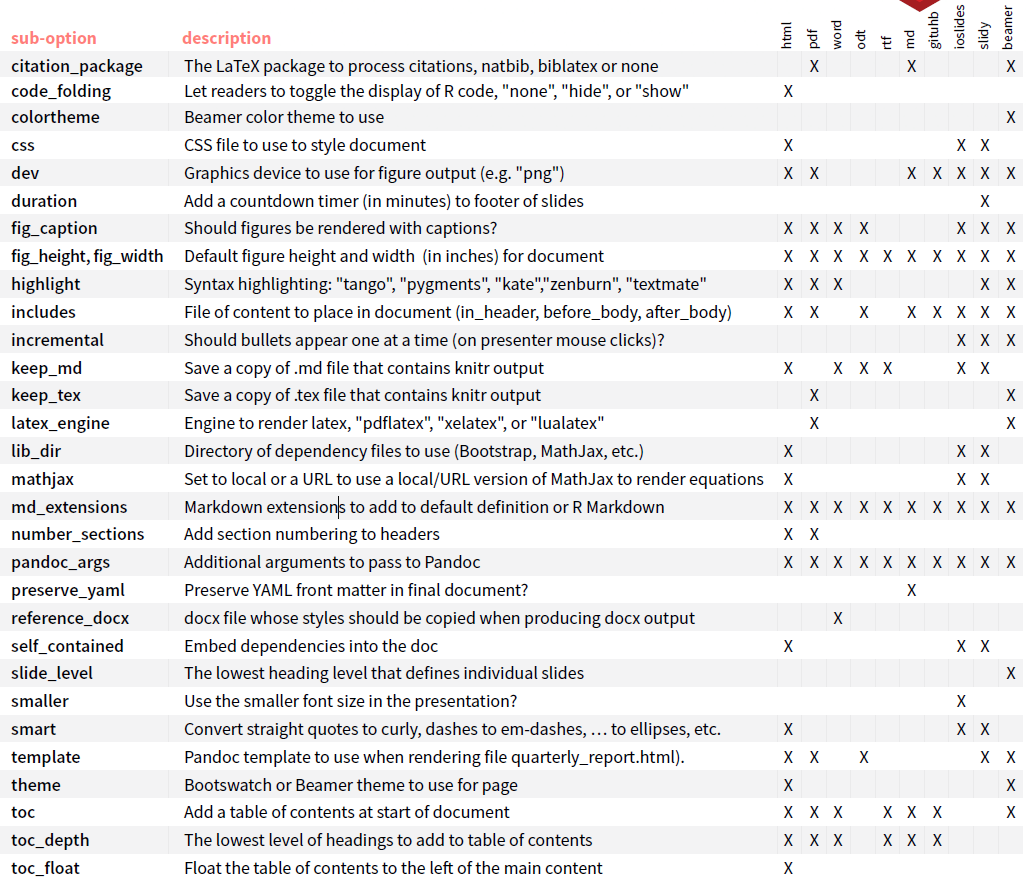 sub-option description html pdf word odt rtf md gituhb ioslides slidy beamer
citation_package The LaTeX package to process citations, natbib, biblatex or none X X X
code_folding Let readers to toggle the display of R code, "none", "hide", or "show" X
colortheme Beamer color theme to use X
css CSS file to use to style document X X X
dev Graphics device to use for figure output (e.g. "png") X X X X X X X
duration Add a countdown timer (in minutes) to footer of slides X
fig_caption Should figures be rendered with captions? X X X X X X X
fig_height, fig_width Default figure height and width (in inches) for document X X X X X X X X X X
highlight Syntax highlighting: "tango", "pygments", "kate","zenburn", "textmate" X X X X X
includes File of content to place in document (in_header, before_body, after_body) X X X X X X X X
incremental Should bullets appear one at a time (on presenter mouse clicks)? X X X
keep_md Save a copy of .md file that contains knitr output X X X X X X
keep_tex Save a copy of .tex file that contains knitr output X X
latex_engine Engine to render latex, "pdflatex", "xelatex", or "lualatex" X X
lib_dir Directory of dependency files to use (Bootstrap, MathJax, etc.) X X X
mathjax Set to local or a URL to use a local/URL version of MathJax to render equations X X X
md_extensions Markdown extensions to add to default definition or R Markdown X X X X X X X X X X
number_sections Add section numbering to headers X X
pandoc_args Additional arguments to pass to Pandoc X X X X X X X X X X
preserve_yaml Preserve YAML front matter in final document? X
reference_docx docx file whose styles should be copied when producing docx output X
self_contained Embed dependencies into the doc X X X
slide_level The lowest heading level that defines individual slides X
smaller Use the smaller font size in the presentation? X
smart Convert straight quotes to curly, dashes to em-dashes, … to ellipses, etc. X X X
template Pandoc template to use when rendering file quarterly_report.html). X X X X X
theme Bootswatch or Beamer theme to use for page X X
toc Add a table of contents at start of document X X X X X X X
toc_depth The lowest level of headings to add to table of contents X X X X X X
toc_float Float the table of contents to the left of the main content X